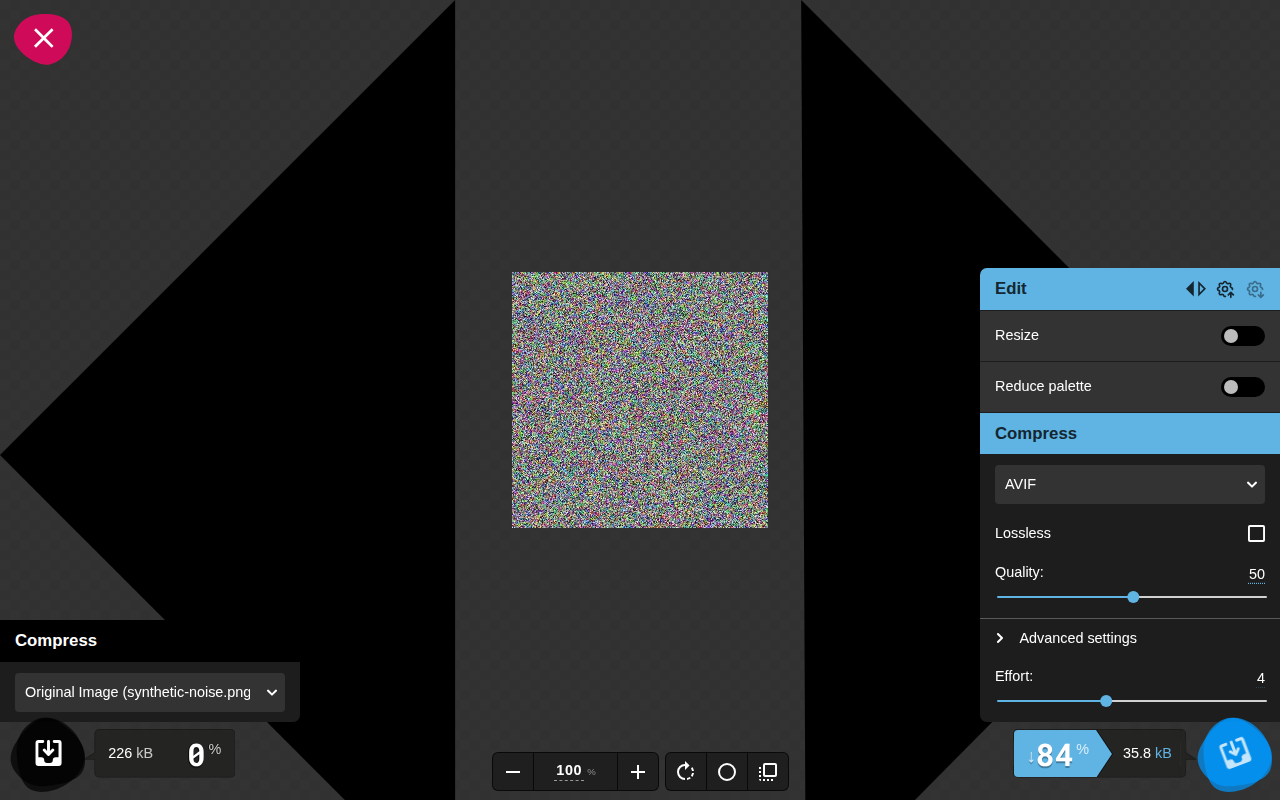 Edit
Resize
Reduce palette
Compress
AVIF
Lossless
Quality: 50
Advanced settings
Effort: 4
Compress
Original Image (synthetic-noise.png
226 kB 0 %
100 %
↓84 % 35.8 kB